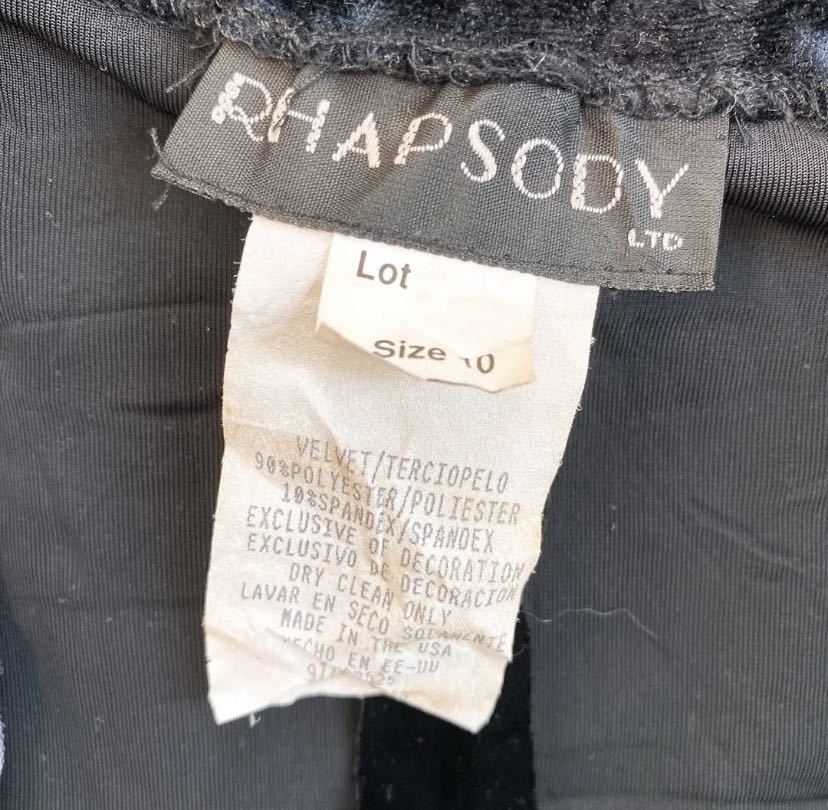 RHAPSODY
LTD
Lot
Size 10
VELVET/TERCIOPELO
90%POLYESTER/POLIESTER
10%SPANDEX/SPANDEX
EXCLUSIVE OF DECORATION
EXCLUSIVO DE DECORACION
DRY CLEAN ONLY
LAVAR EN SECO SOLAMENTE
MADE IN THE USA
HECHO EN EE-UU